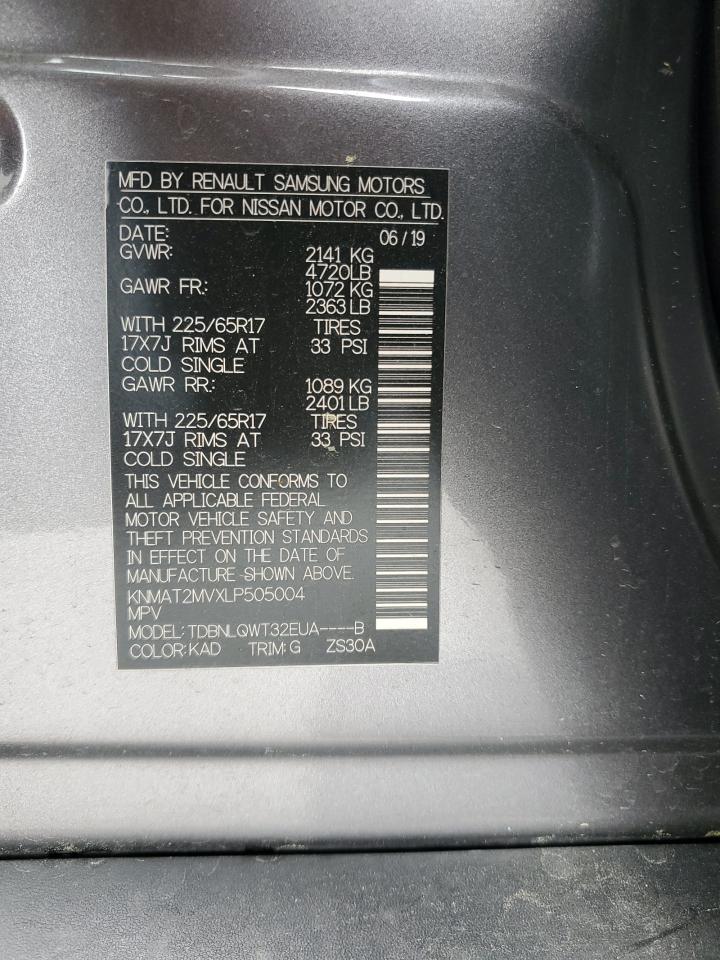 MFD BY RENAULT SAMSUNG MOTORS
CO., LTD. FOR NISSAN MOTOR CO., LTD.
DATE: 06/19
GVWR: 2141 KG
4720LB
GAWR FR.: 1072 KG
2363 LB
WITH 225/65R17 TIRES
17X7J RIMS AT 33 PSI
COLD SINGLE
GAWR RR.: 1089 KG
2401 LB
WITH 225/65R17 TIRES
17X7J RIMS AT 33 PSI
COLD SINGLE
THIS VEHICLE CONFORMS TO
ALL APPLICABLE FEDERAL
MOTOR VEHICLE SAFETY AND
THEFT PREVENTION STANDARDS
IN EFFECT ON THE DATE OF
MANUFACTURE SHOWN ABOVE.
KNMAT2MVXLP505004
MPV
MODEL: TDBNLQWT32EUA----B
COLOR: KAD TRIM: G ZS30A